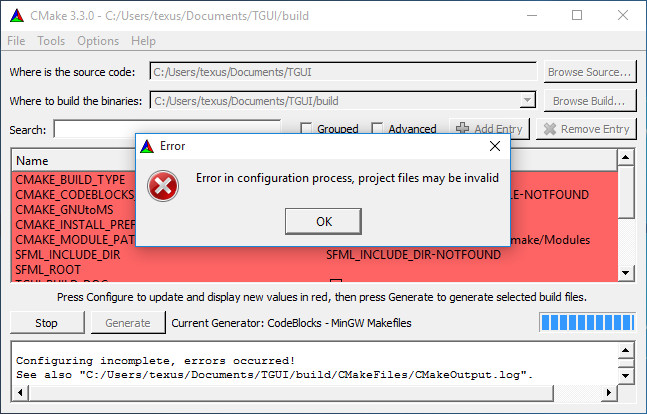 CMake 3.3.0 - C:/Users/texus/Documents/TGUI/build
File Tools Options Help
Where is the source code: C:/Users/texus/Documents/TGUI Browse Source...
Where to build the binaries: C:/Users/texus/Documents/TGUI/build Browse Build...
Search: Grouped Advanced Add Entry Remove Entry
Error
Error in configuration process, project files may be invalid
OK
Name
CMAKE_BUILD_TYPE
CMAKE_CODEBLOCKS_ LE-NOTFOUND
CMAKE_GNUtoMS
CMAKE_INSTALL_PREF
CMAKE_MODULE_PAT make/Modules
SFML_INCLUDE_DIR SFML_INCLUDE_DIR-NOTFOUND
SFML_ROOT
TGUI_BUILD_DOC
Press Configure to update and display new values in red, then press Generate to generate selected build files.
Stop Generate Current Generator: CodeBlocks - MinGW Makefiles
Configuring incomplete, errors occurred!
See also "C:/Users/texus/Documents/TGUI/build/CMakeFiles/CMakeOutput.log".